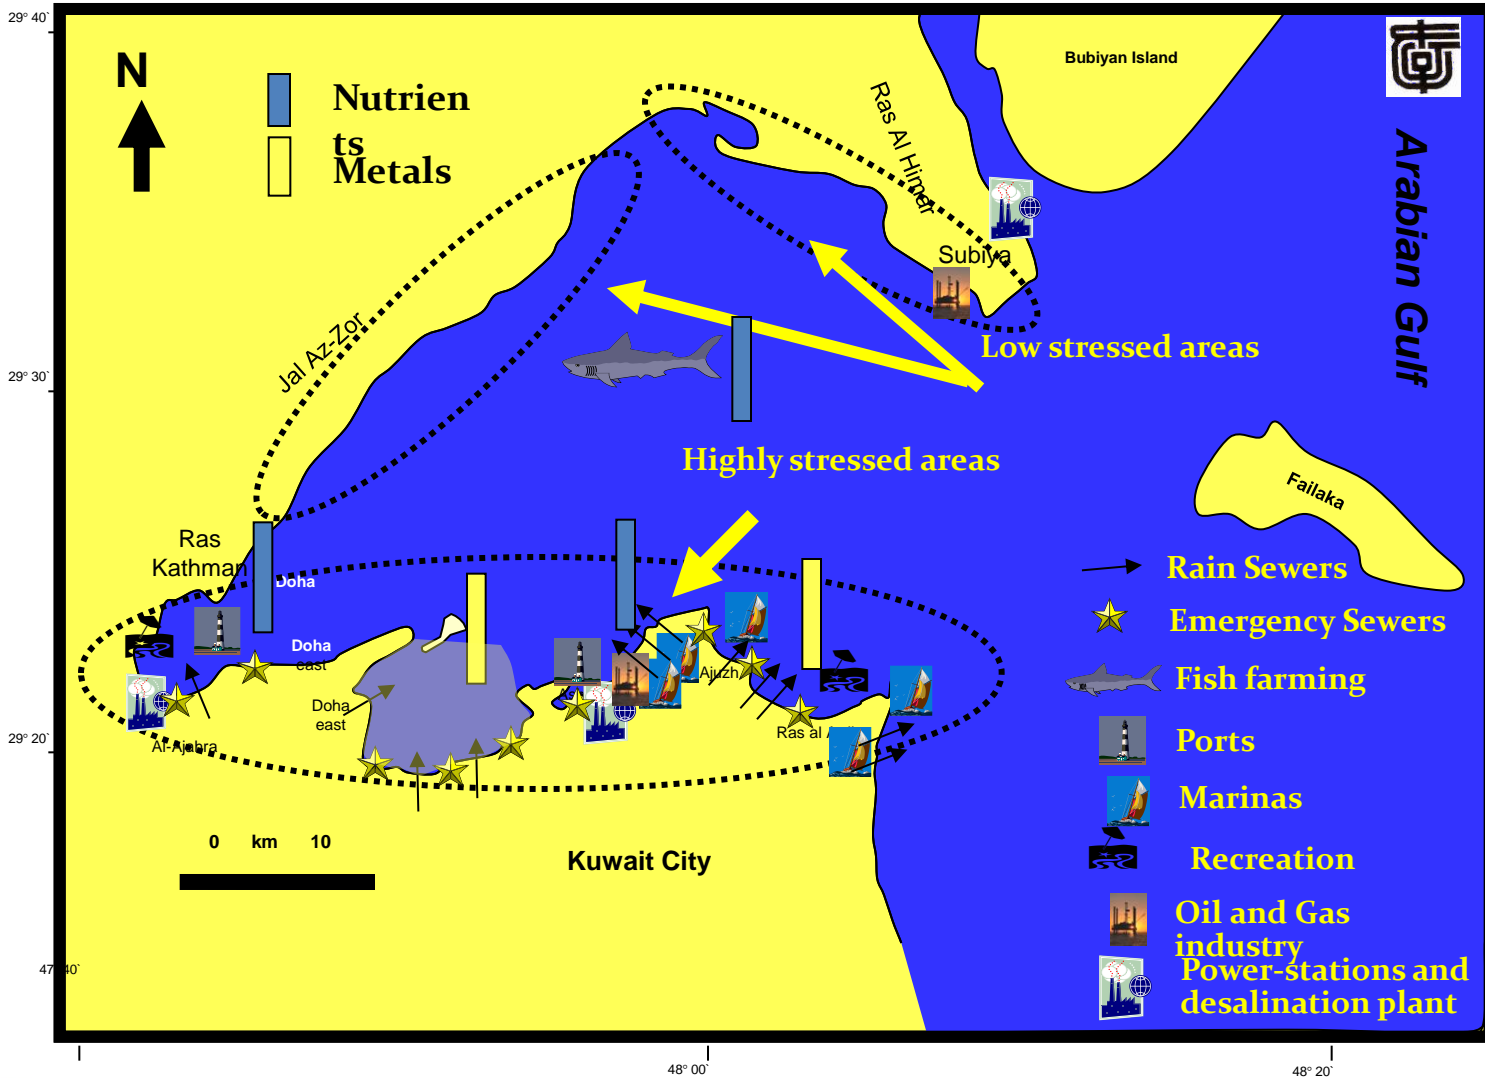 29° 40`
N
Nutrien
ts
Metals
Bubiyan Island
Ras Al Himar
Arabian Gulf
Subiya
Jal Az-Zor
Low stressed areas
29° 30`
Highly stressed areas
Failaka
Ras
Kathman
Doha
Rain Sewers
Emergency Sewers
Doha
east
Ajuzh
Fish farming
Doha
east
Ras al
Al-Ajahra
29° 20`
Ports
Marinas
0 km 10
Kuwait City
Recreation
Oil and Gas
industry
Power-stations and
desalination plant
48° 00`
48° 20`